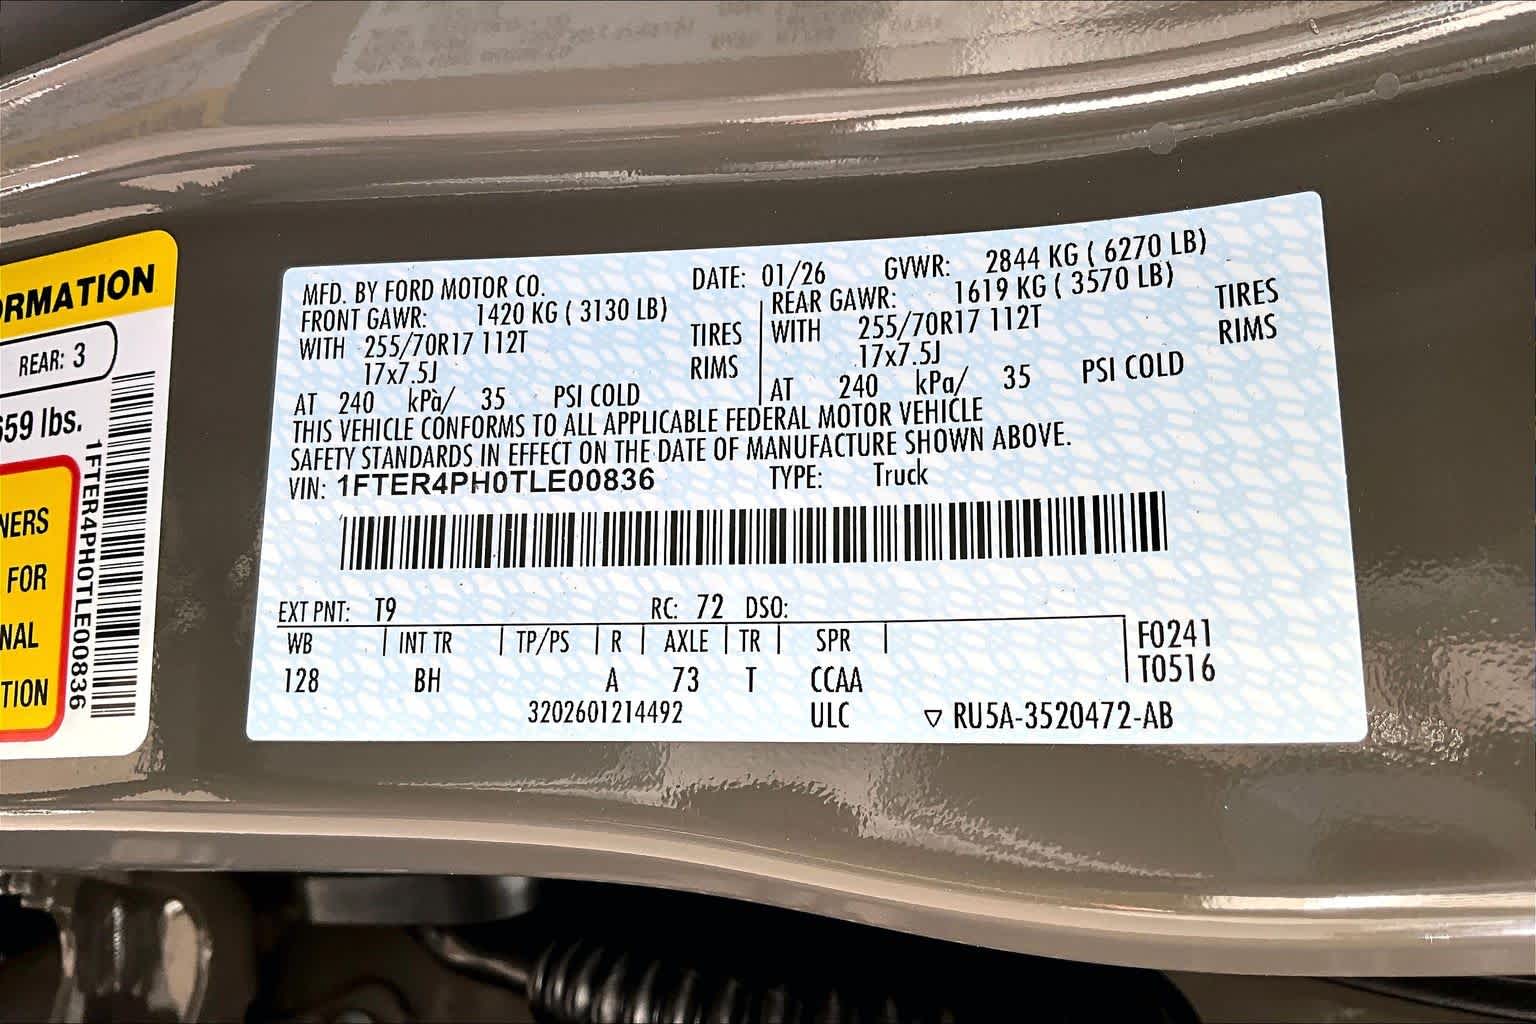 ORMATION
REAR: 3
659 lbs.
NERS
FOR
NAL
TION
1FTER4PH0TLE00836
MFD. BY FORD MOTOR CO.
DATE: 01/26 GVWR: 2844 KG ( 6270 LB)
FRONT GAWR: 1420 KG ( 3130 LB)
WITH 255/70R17 112T TIRES
17x7.5J RIMS
AT 240 kPa/ 35 PSI COLD
REAR GAWR: 1619 KG ( 3570 LB)
WITH 255/70R17 112T TIRES
17x7.5J RIMS
AT 240 kPa/ 35 PSI COLD
THIS VEHICLE CONFORMS TO ALL APPLICABLE FEDERAL MOTOR VEHICLE
SAFETY STANDARDS IN EFFECT ON THE DATE OF MANUFACTURE SHOWN ABOVE.
VIN: 1FTER4PH0TLE00836 TYPE: Truck
EXT PNT: T9 RC: 72 DSO:
WB | INT TR | TP/PS | R | AXLE | TR | SPR |
128 BH A 73 T CCAA
F0241
T0516
3202601214492 ULC ▽ RU5A-3520472-AB